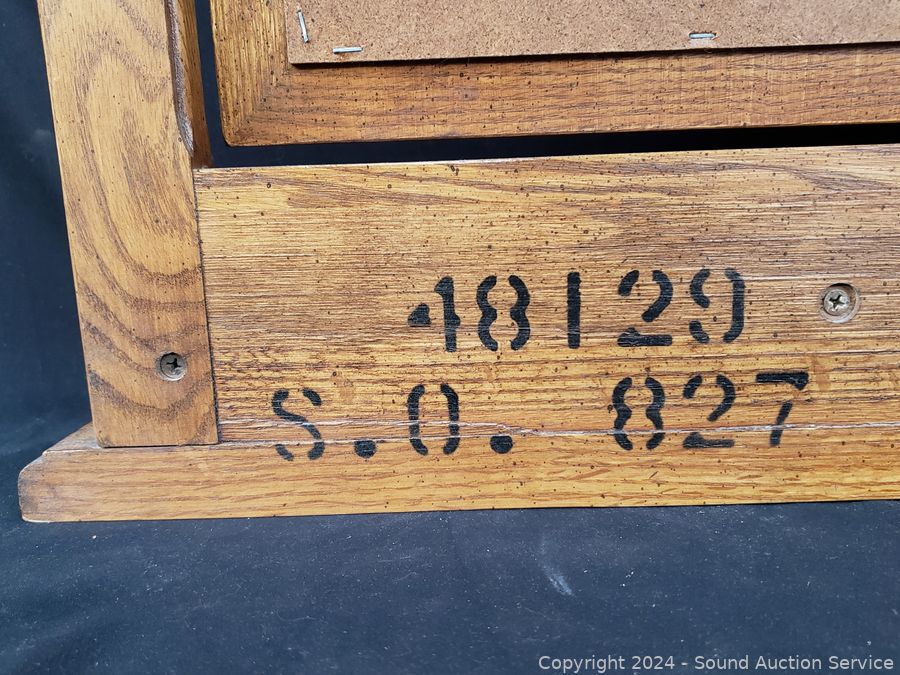 48129
S.O. 827
Copyright 2024 - Sound Auction Service